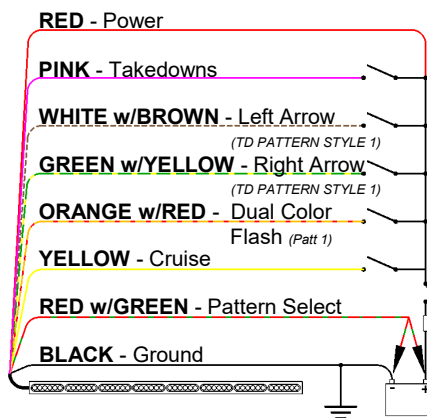 RED - Power
PINK - Takedowns
WHITE w/BROWN - Left Arrow
(TD PATTERN STYLE 1)
GREEN w/YELLOW - Right Arrow
(TD PATTERN STYLE 1)
ORANGE w/RED - Dual Color
Flash (Patt 1)
YELLOW - Cruise
RED w/GREEN - Pattern Select
BLACK - Ground
- +